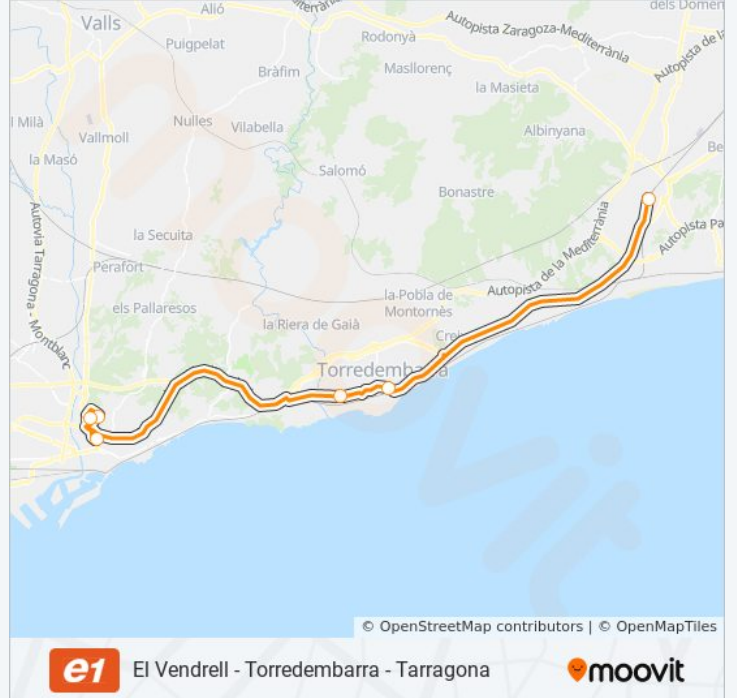 dels Domen
Alió
Valls
Autopista Zaragoza-Mediterrània
Puigpelat
Rodonyà
Autopista de la
Bràfim
Masllorenç
la Masieta
l Milà
Nulles
Vilabella
Albinyana
Vallmoll
Be
la Masó
Salomó
Bonastre
Autovia Tarragona - Montblanc
la Secuita
Autopista Pa
Perafort
Autopista de la Mediterrània
els Pallaresos
la Pobla de
Montornès
la Riera de Gaià
Crei
Torredembarra
moovit
© OpenStreetMap contributors | © OpenMapTiles
e1
El Vendrell - Torredembarra - Tarragona
moovit